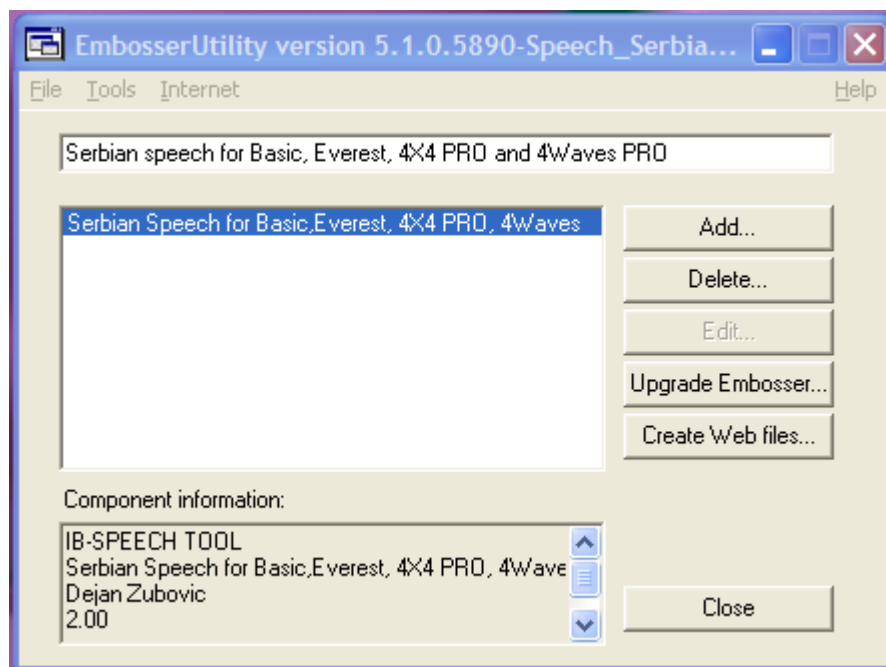 EmbosserUtility version 5.1.0.5890-Speech_Serbia...
File Tools Internet Help
Serbian speech for Basic, Everest, 4X4 PRO and 4Waves PRO
Serbian Speech for Basic,Everest, 4X4 PRO, 4Waves
Add...
Delete...
Edit...
Upgrade Embosser...
Create Web files...
Component information:
IB-SPEECH TOOL
Serbian Speech for Basic,Everest, 4X4 PRO, 4Wave
Dejan Zubovic
2.00
Close